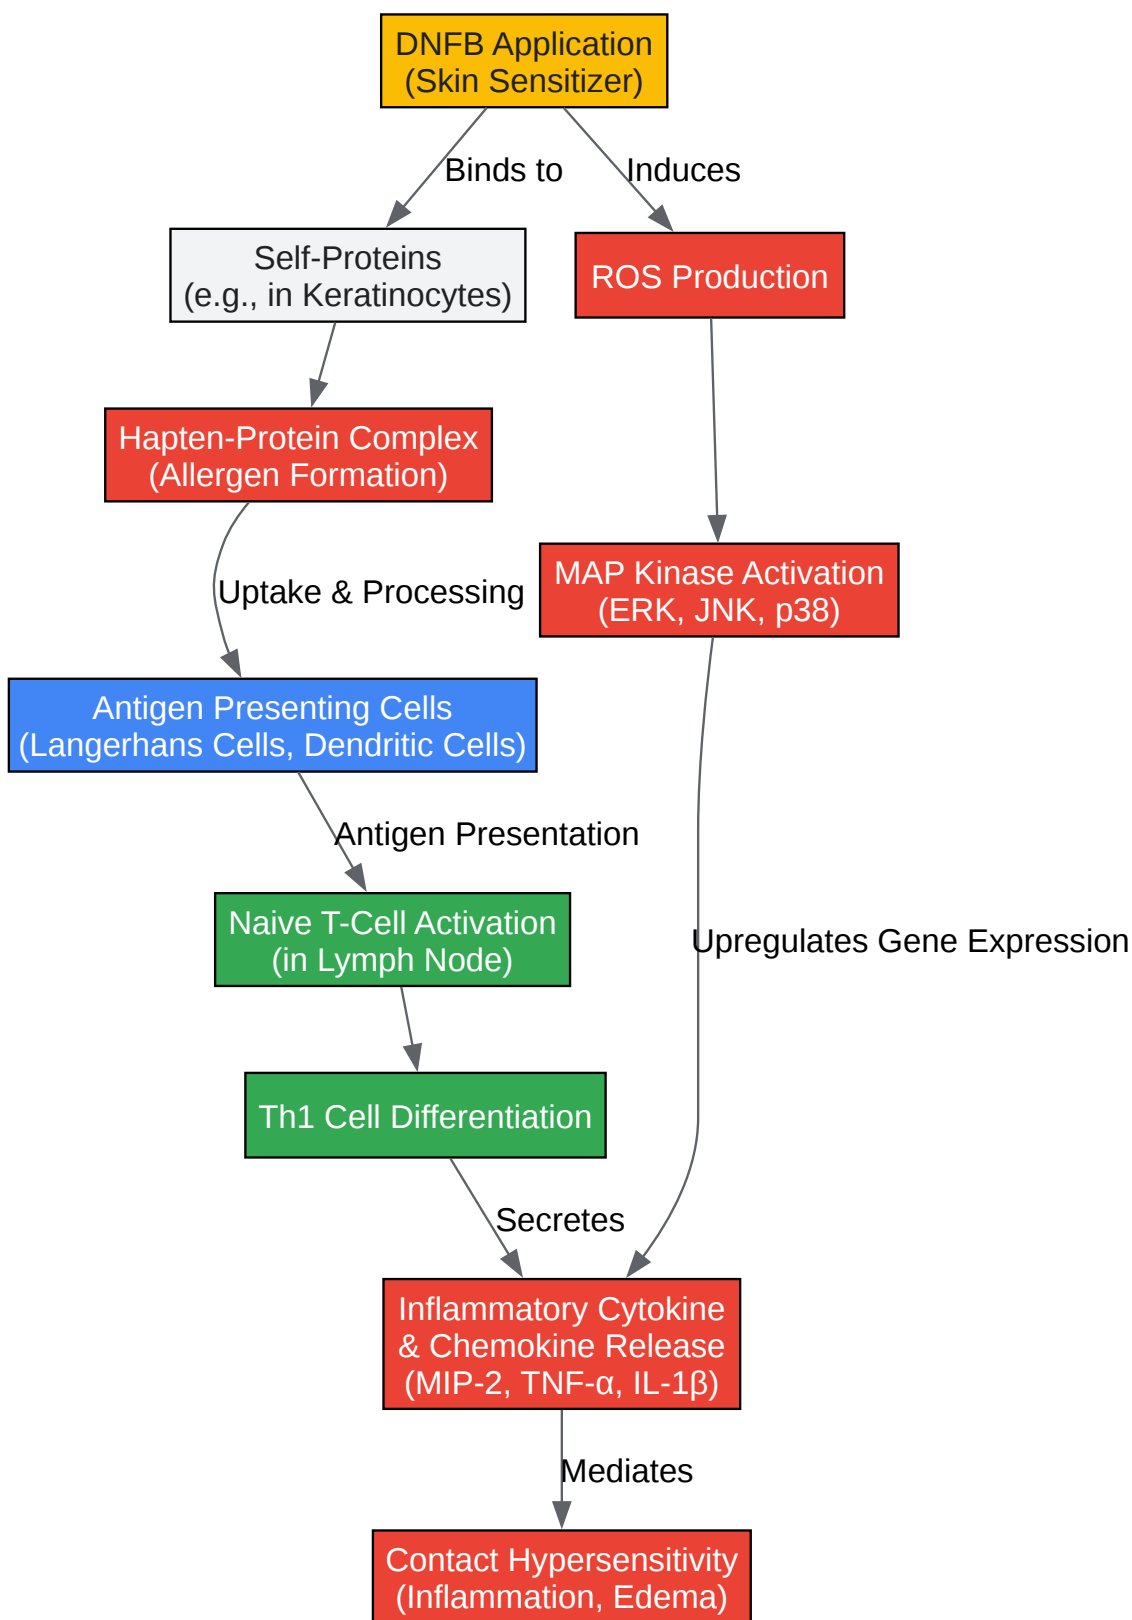 DNFB Application
(Skin Sensitizer)
Binds to
Induces
Self-Proteins
(e.g., in Keratinocytes)
ROS Production
Hapten-Protein Complex
(Allergen Formation)
Uptake & Processing
MAP Kinase Activation
(ERK, JNK, p38)
Antigen Presenting Cells
(Langerhans Cells, Dendritic Cells)
Antigen Presentation
Naive T-Cell Activation
(in Lymph Node)
Upregulates Gene Expression
Th1 Cell Differentiation
Secretes
Inflammatory Cytokine
& Chemokine Release
(MIP-2, TNF-α, IL-1β)
Mediates
Contact Hypersensitivity
(Inflammation, Edema)